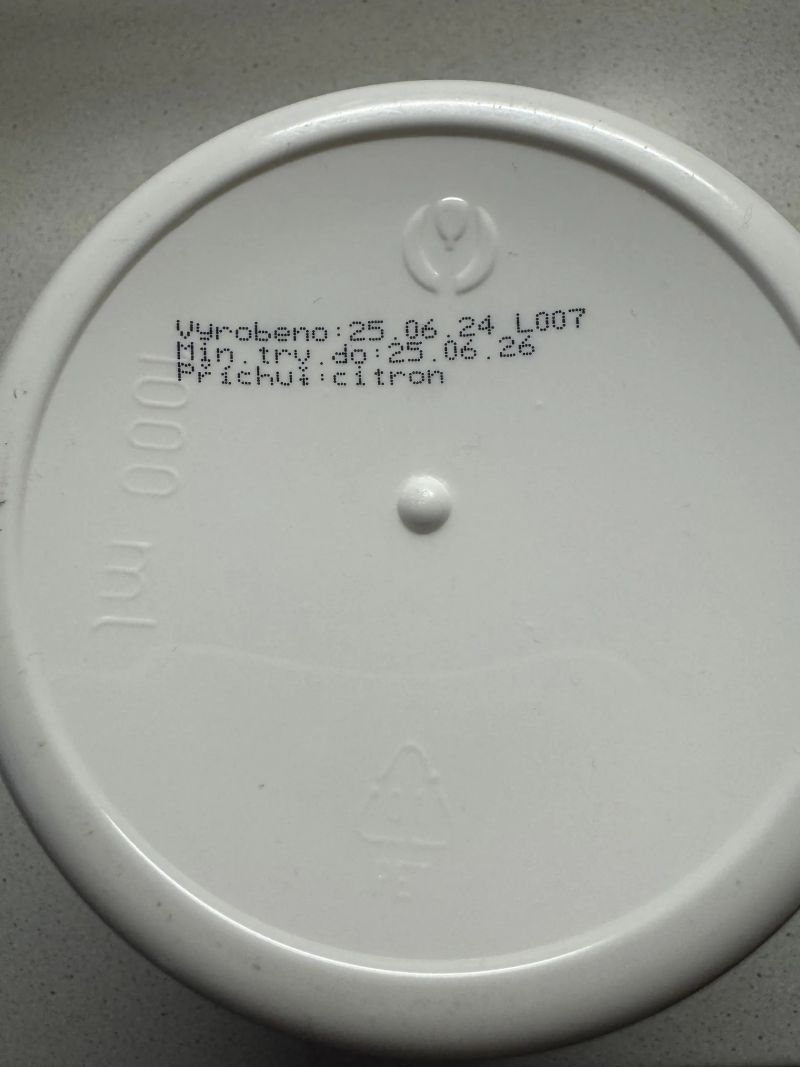 Vyrobeno:25.06.24 L007
Min.trv.do:25.06.26
Příchuť:citron
1000 ml